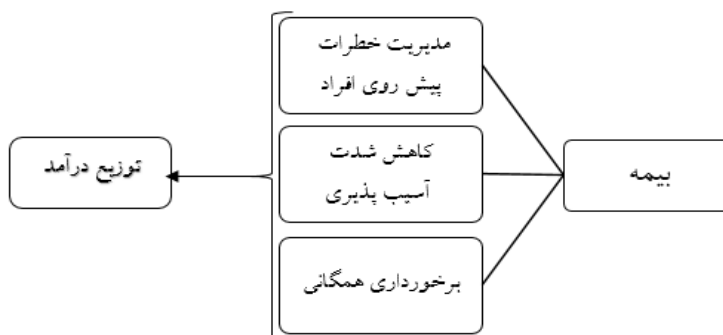 بیمه
مدیریت خطرات
پیش روی افراد
کاهش شدت
آسیب پذیری
برخورداری همگانی
توزیع درآمد